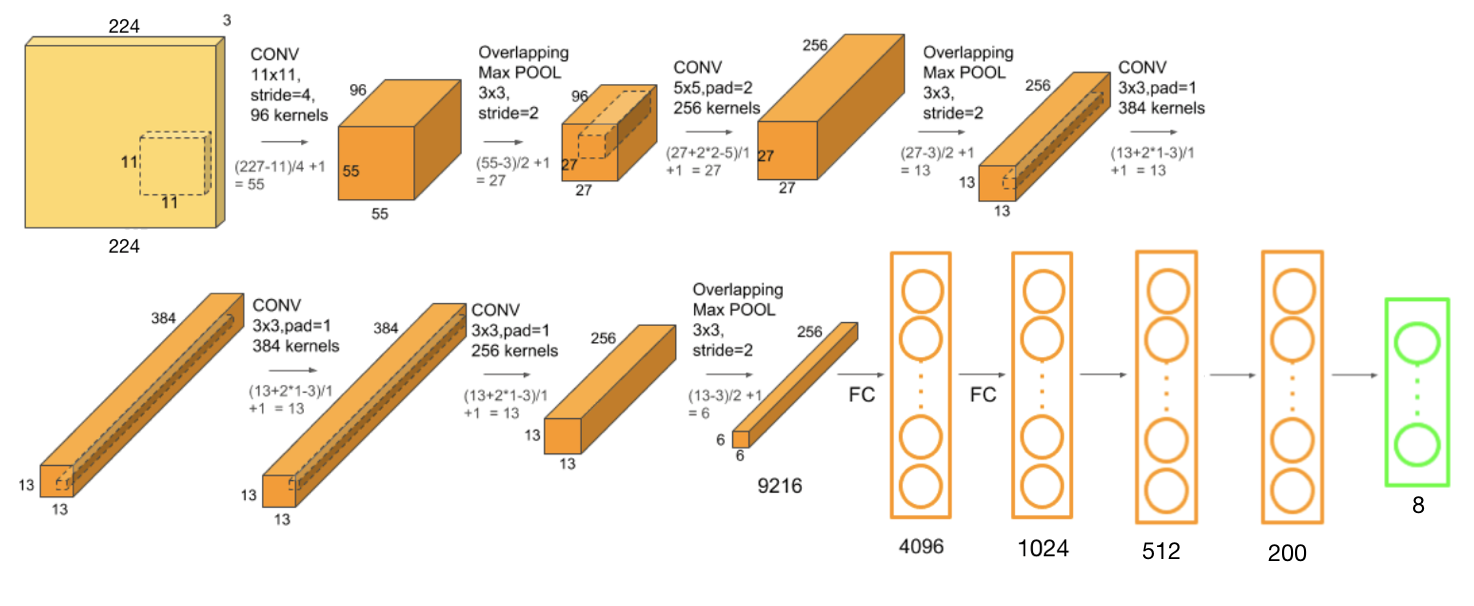 224
3
11
11
224
CONV
11x11,
stride=4,
96 kernels
(227-11)/4 +1
= 55
96
55
55
Overlapping
Max POOL
3x3,
stride=2
(55-3)/2 +1
= 27
96
27
27
CONV
5x5,pad=2
256 kernels
(27+2*2-5)/1
+1 = 27
256
27
27
Overlapping
Max POOL
3x3,
stride=2
(27-3)/2 +1
= 13
256
13
13
CONV
3x3,pad=1
384 kernels
(13+2*1-3)/1
+1 = 13
384
13
13
CONV
3x3,pad=1
384 kernels
(13+2*1-3)/1
+1 = 13
384
13
13
CONV
3x3,pad=1
256 kernels
(13+2*1-3)/1
+1 = 13
256
13
13
Overlapping
Max POOL
3x3,
stride=2
(13-3)/2 +1
= 6
256
6
6
9216
FC
4096
FC
1024
512
200
8